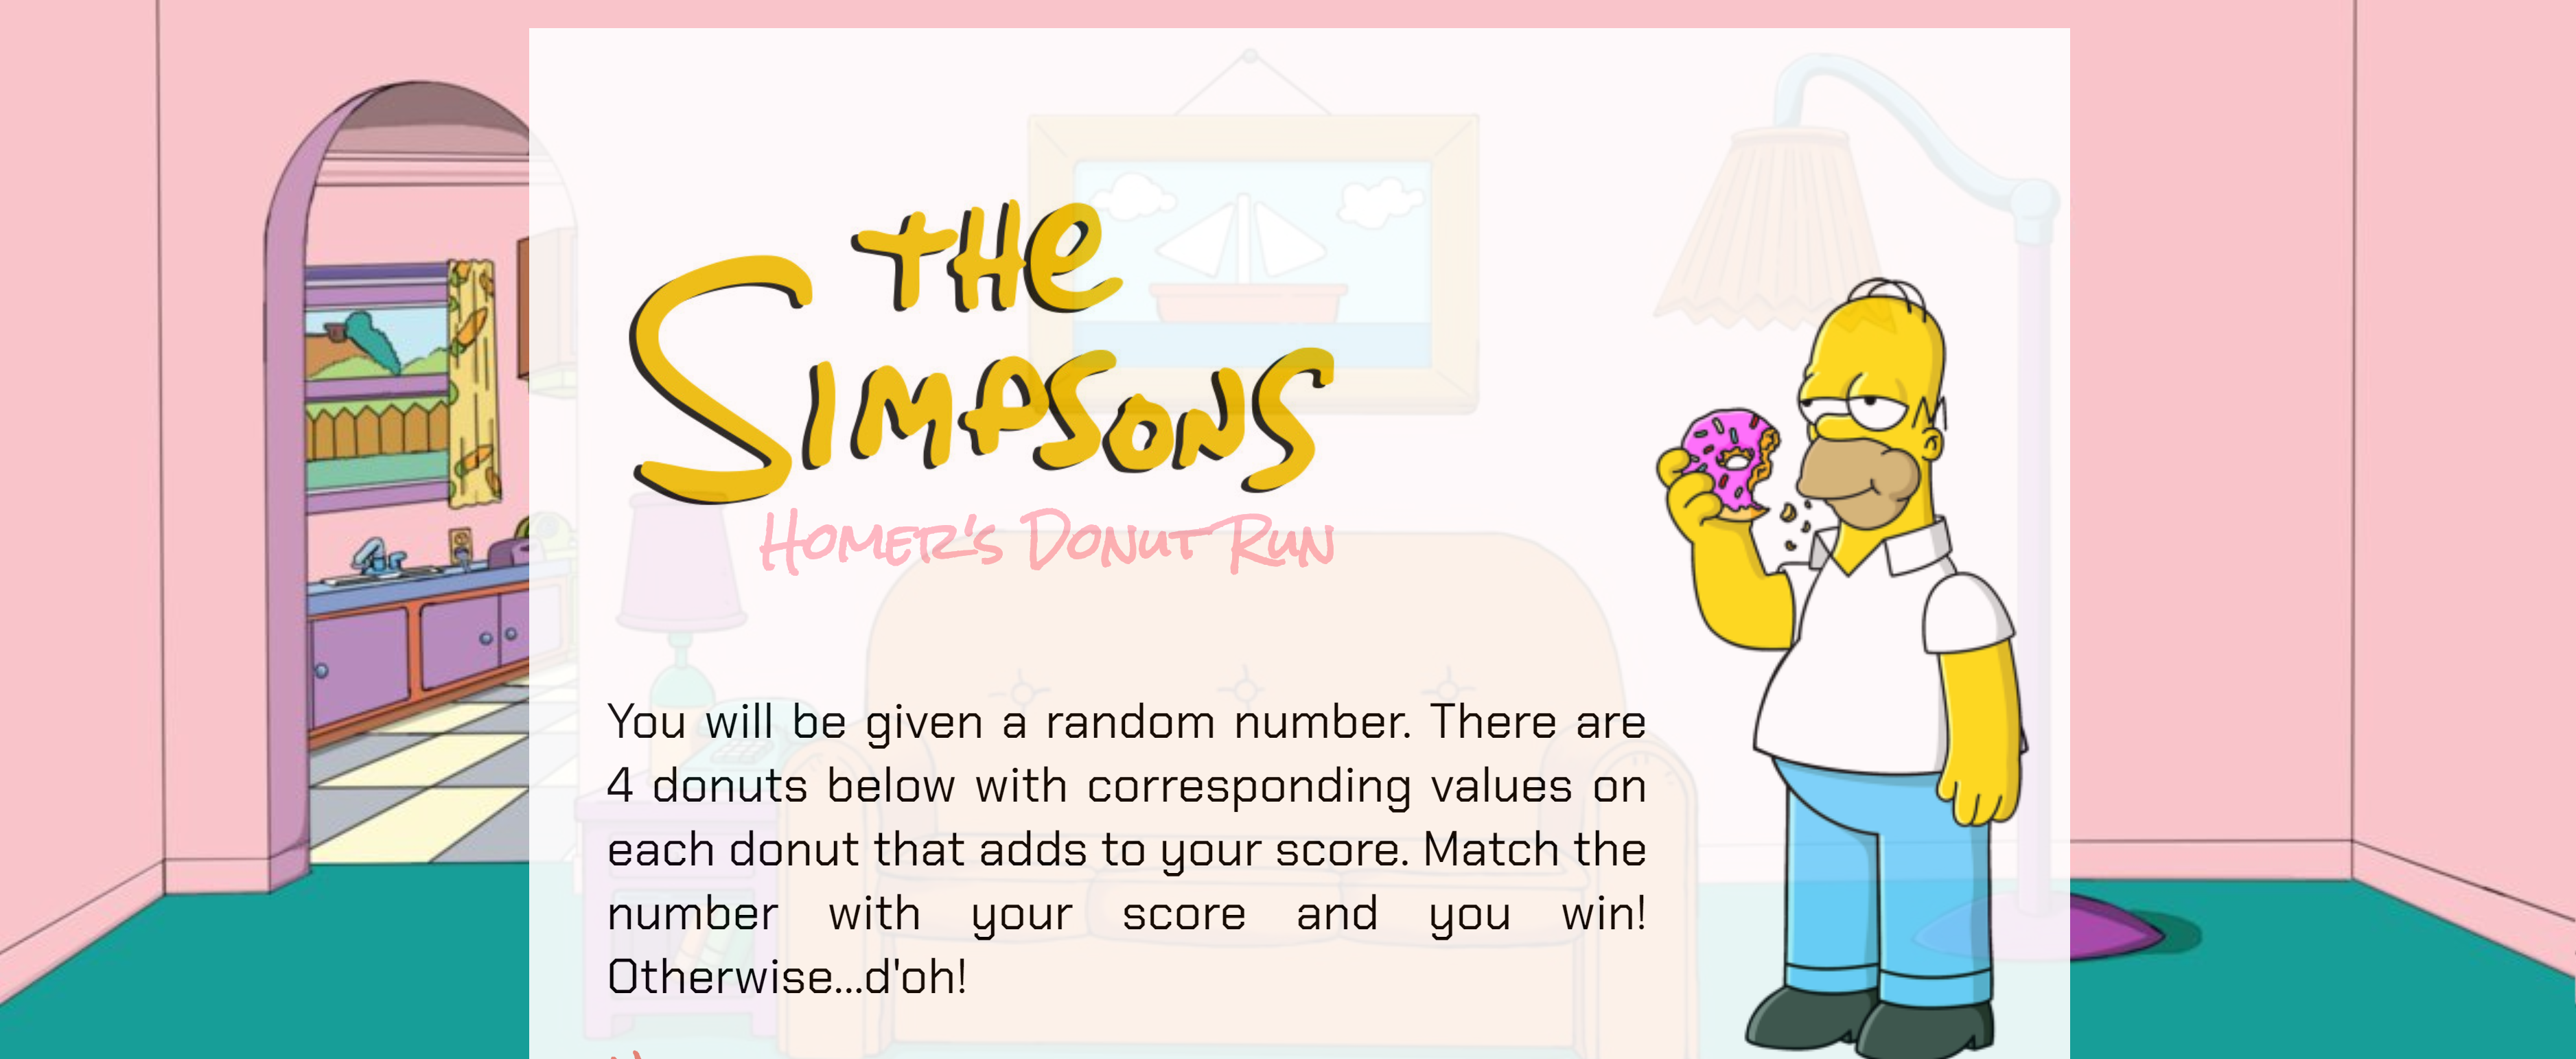 THE
SIMPSONS
HOMER'S DONUT RUN
You will be given a random number. There are
4 donuts below with corresponding values on
each donut that adds to your score. Match the
number with your score and you win!
Otherwise...d'oh!